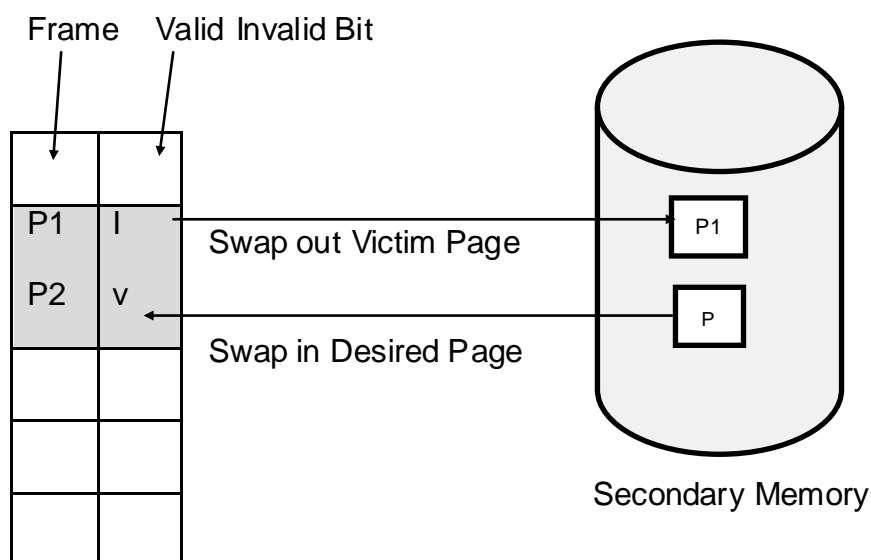 Frame Valid Invalid Bit
P1 I P1
Swap out Victim Page
P2 v P
Swap in Desired Page
Secondary Memory